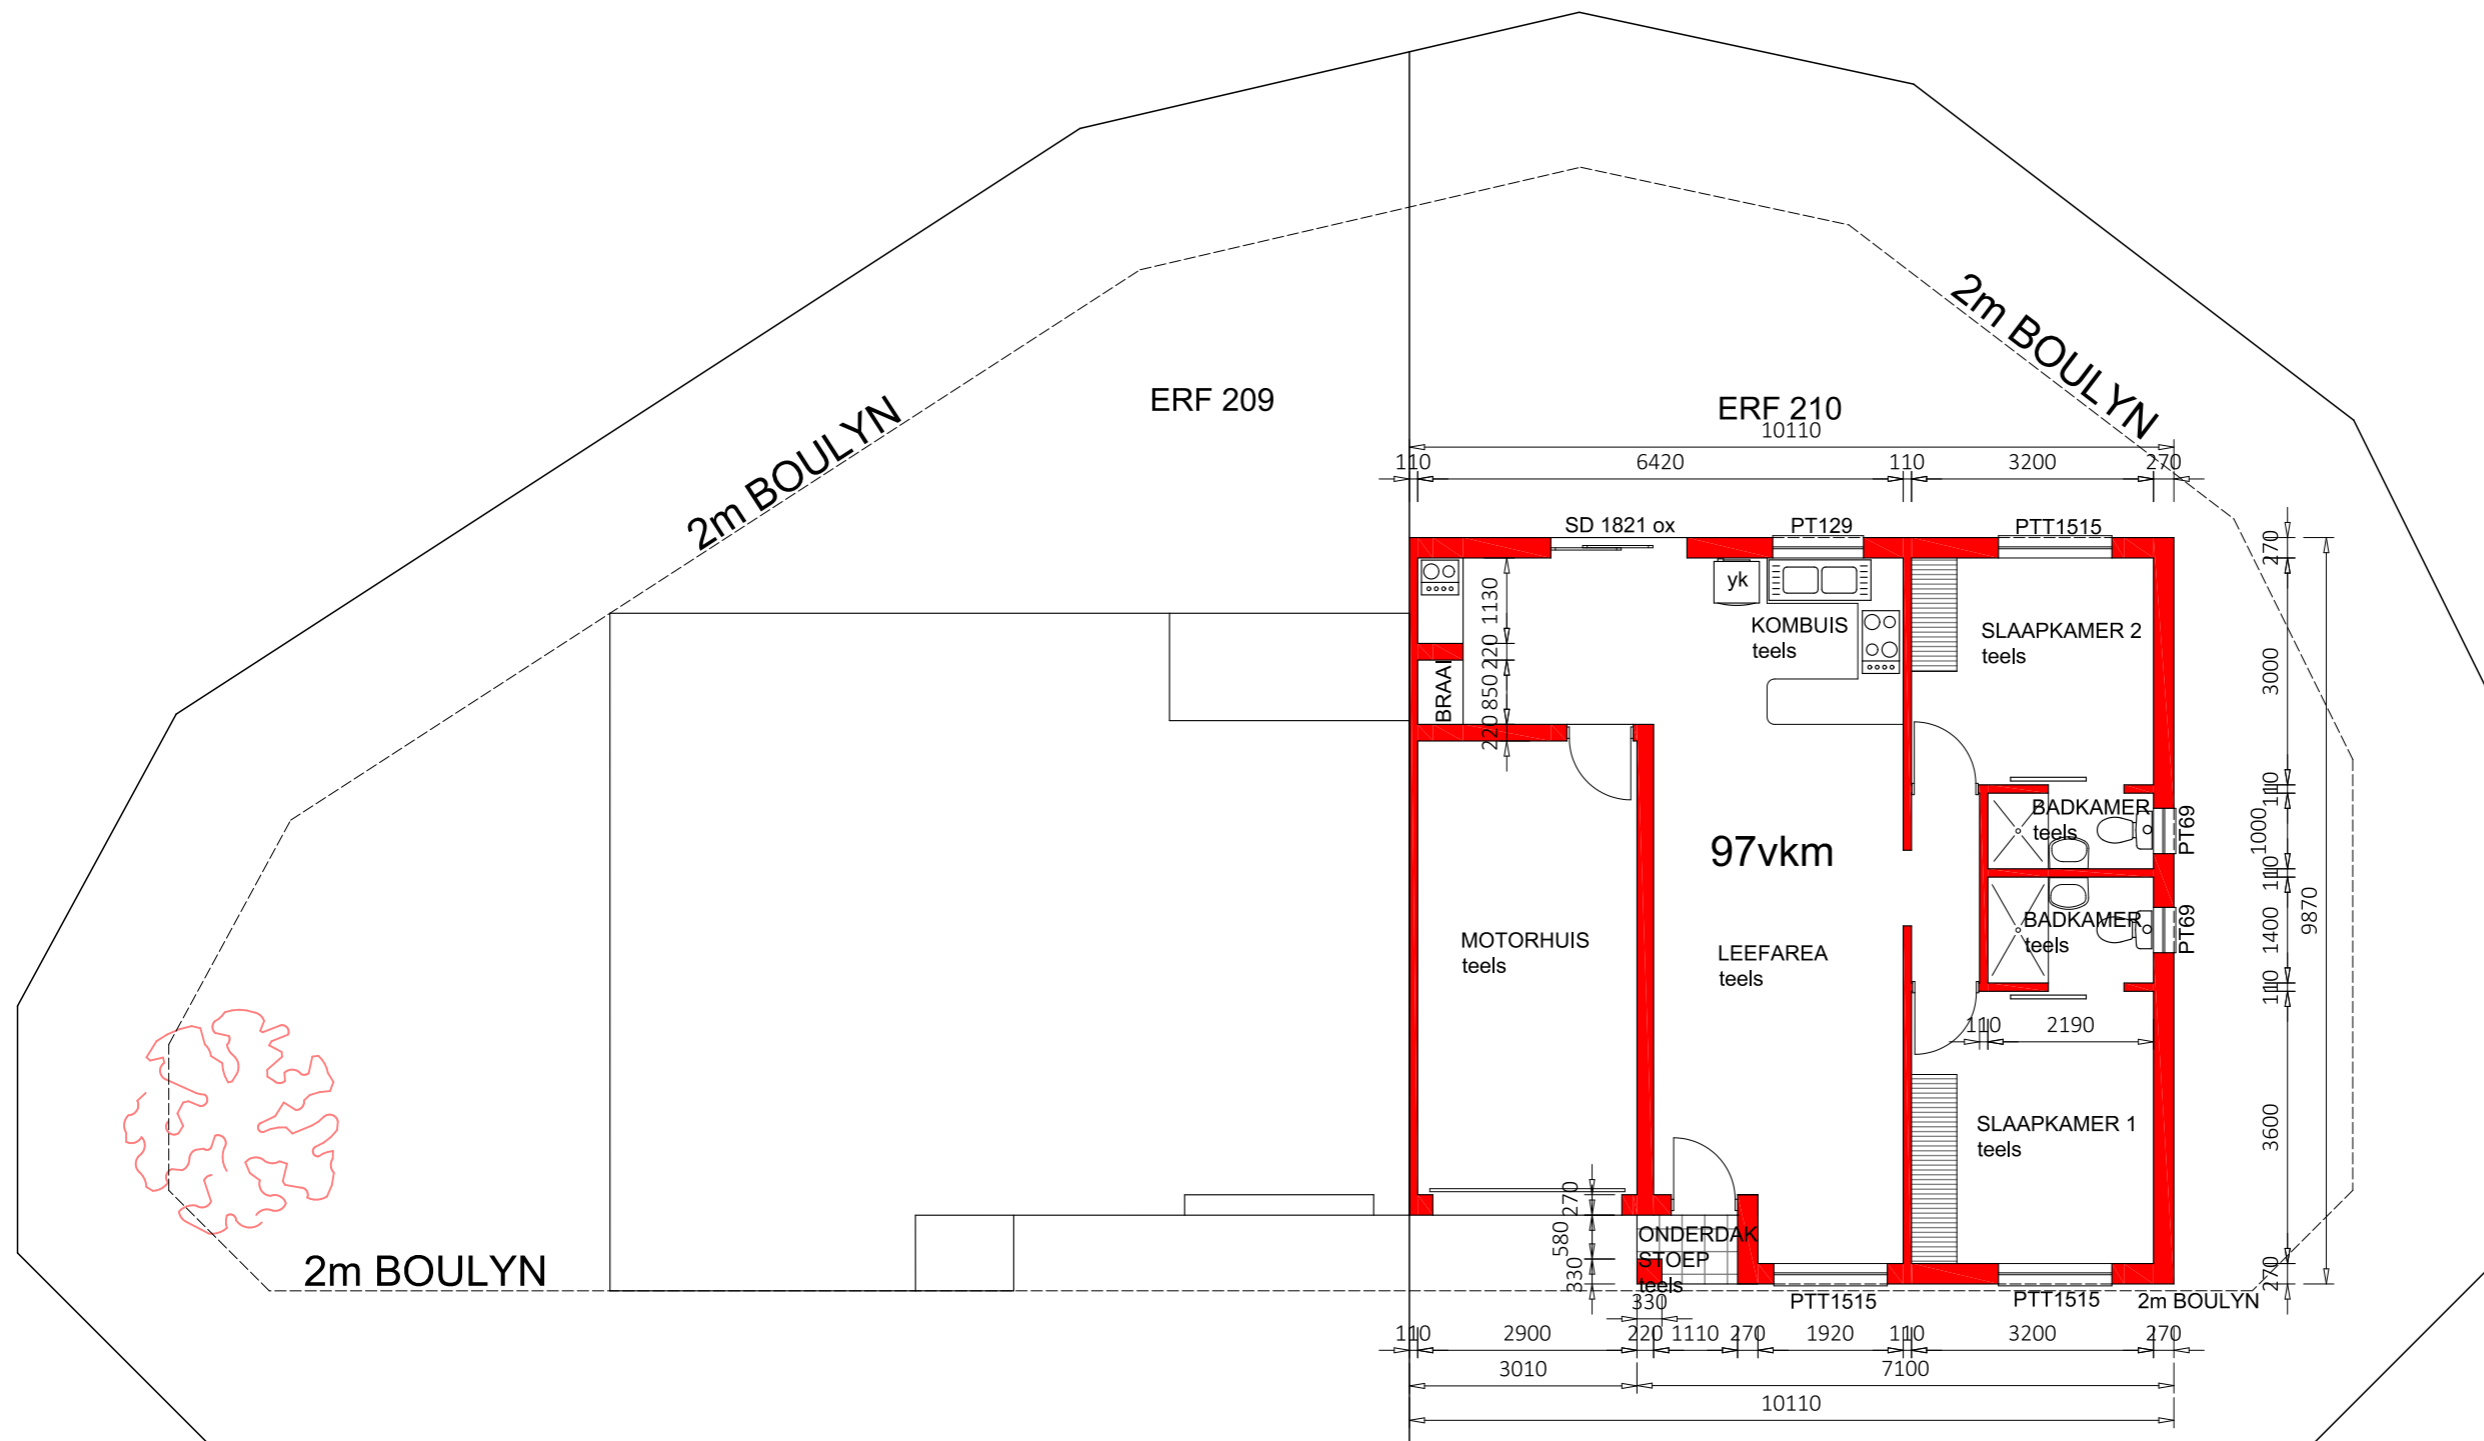 2m BOULYN
2m BOULYN
ERF 209
ERF 210
10110
110
6420
110
3200
270
SD 1821 ox
PT129
PTT1515
270
yk
1130
KOMBUIS
teels
SLAAPKAMER 2
teels
220
BRAAI
850
3000
220
110
BADKAMER
teels
PT69
1000
97vkm
110
9870
BADKAMER
teels
PT69
1400
MOTORHUIS
teels
LEEFAREA
teels
110
110
2190
SLAAPKAMER 1
teels
3600
270
580
ONDERDAK
STOEP
teels
330
2m BOULYN
270
330
PTT1515
PTT1515
2m BOULYN
110
2900
220
1110
270
1920
110
3200
270
3010
7100
10110